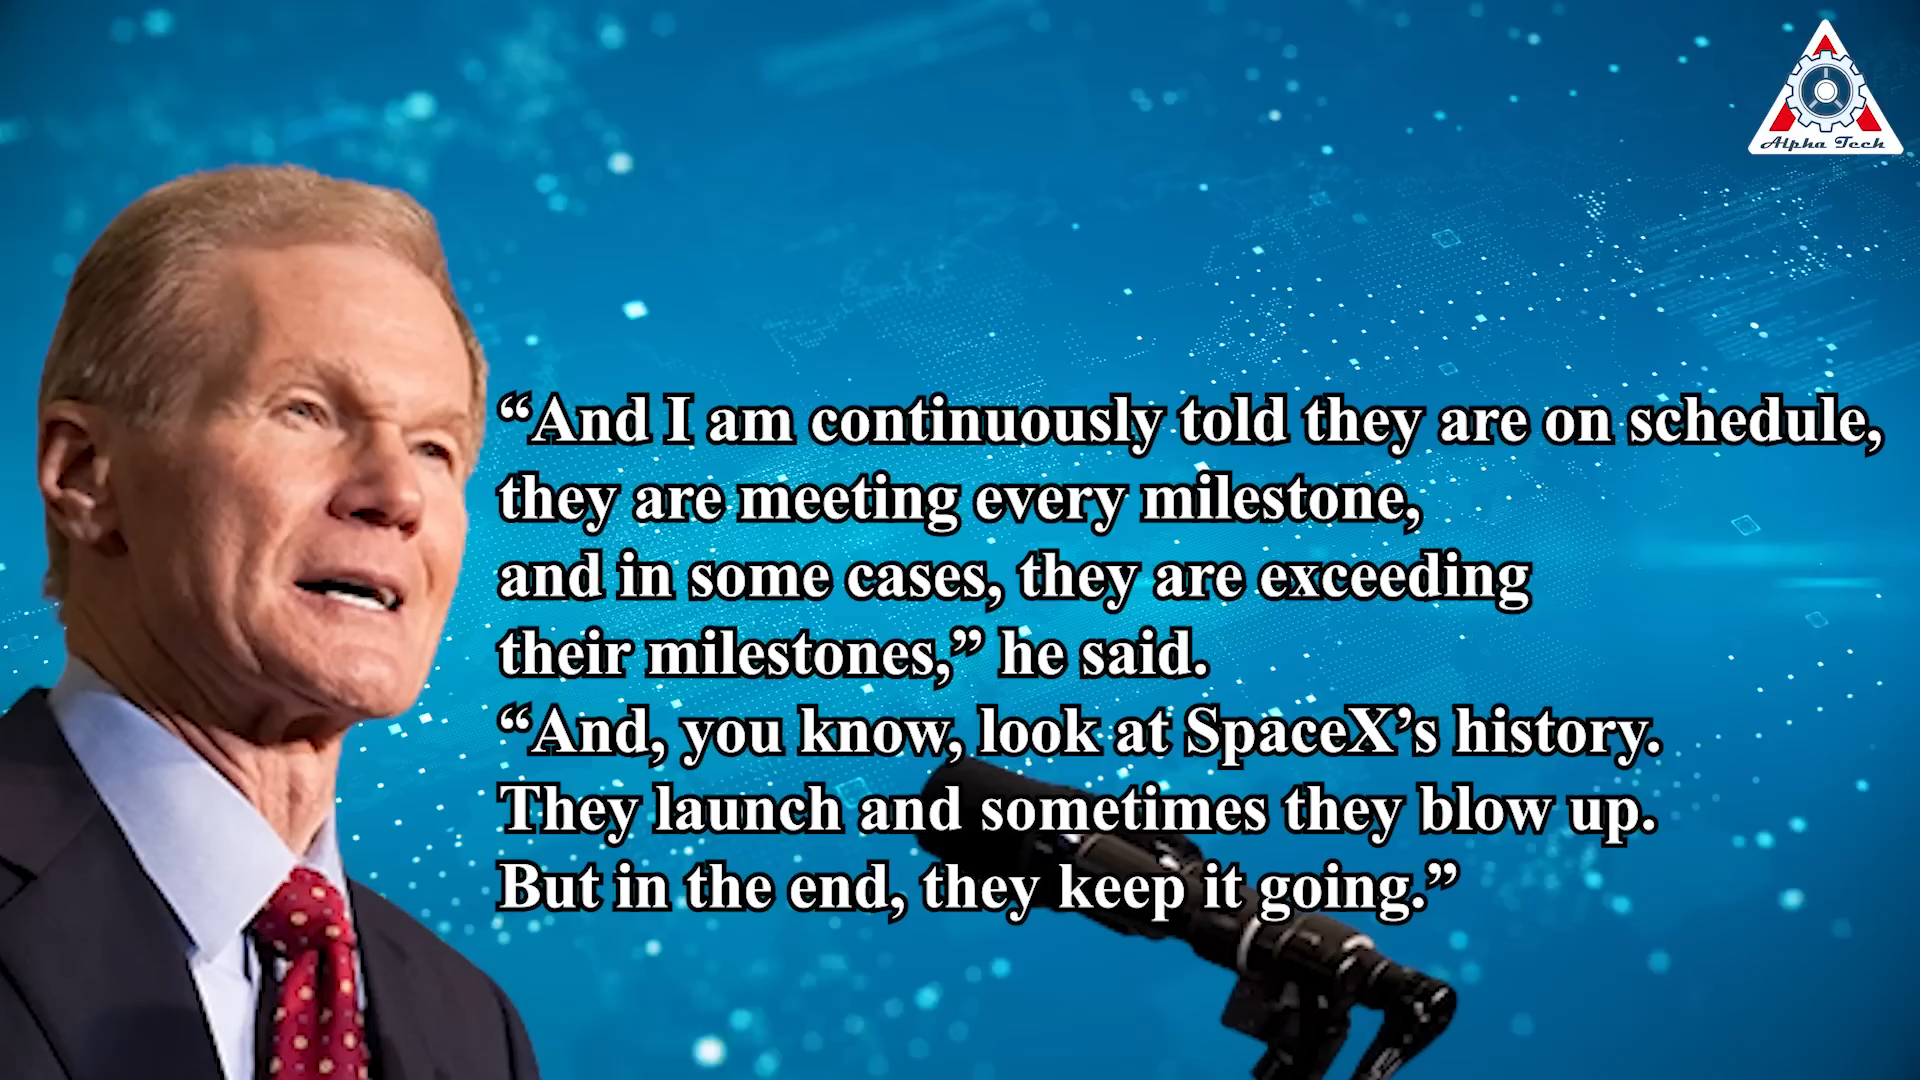 Alpha Tech
“And I am continuously told they are on schedule,
they are meeting every milestone,
and in some cases, they are exceeding
their milestones,” he said.
“And, you know, look at SpaceX’s history.
They launch and sometimes they blow up.
But in the end, they keep it going.”